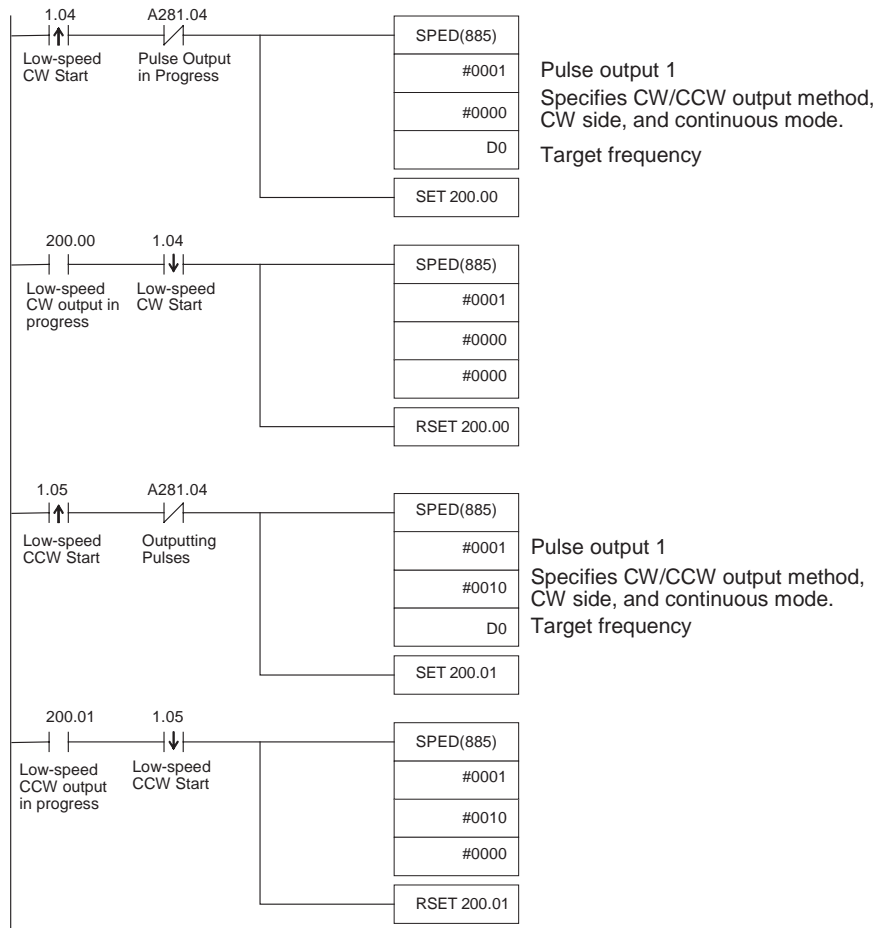 1.04 A281.04
Low-speed
CW Start
Pulse Output
in Progress
SPED(885)
#0001
Pulse output 1
#0000
Specifies CW/CCW output method,
CW side, and continuous mode.
D0
Target frequency
SET 200.00
200.00 1.04
Low-speed
CW output in
progress
Low-speed
CW Start
SPED(885)
#0001
#0000
#0000
RSET 200.00
1.05 A281.04
Low-speed
CCW Start
Outputting
Pulses
SPED(885)
#0001
Pulse output 1
#0010
Specifies CW/CCW output method,
CW side, and continuous mode.
D0
Target frequency
SET 200.01
200.01 1.05
Low-speed
CCW output
in progress
Low-speed
CCW Start
SPED(885)
#0001
#0010
#0000
RSET 200.01